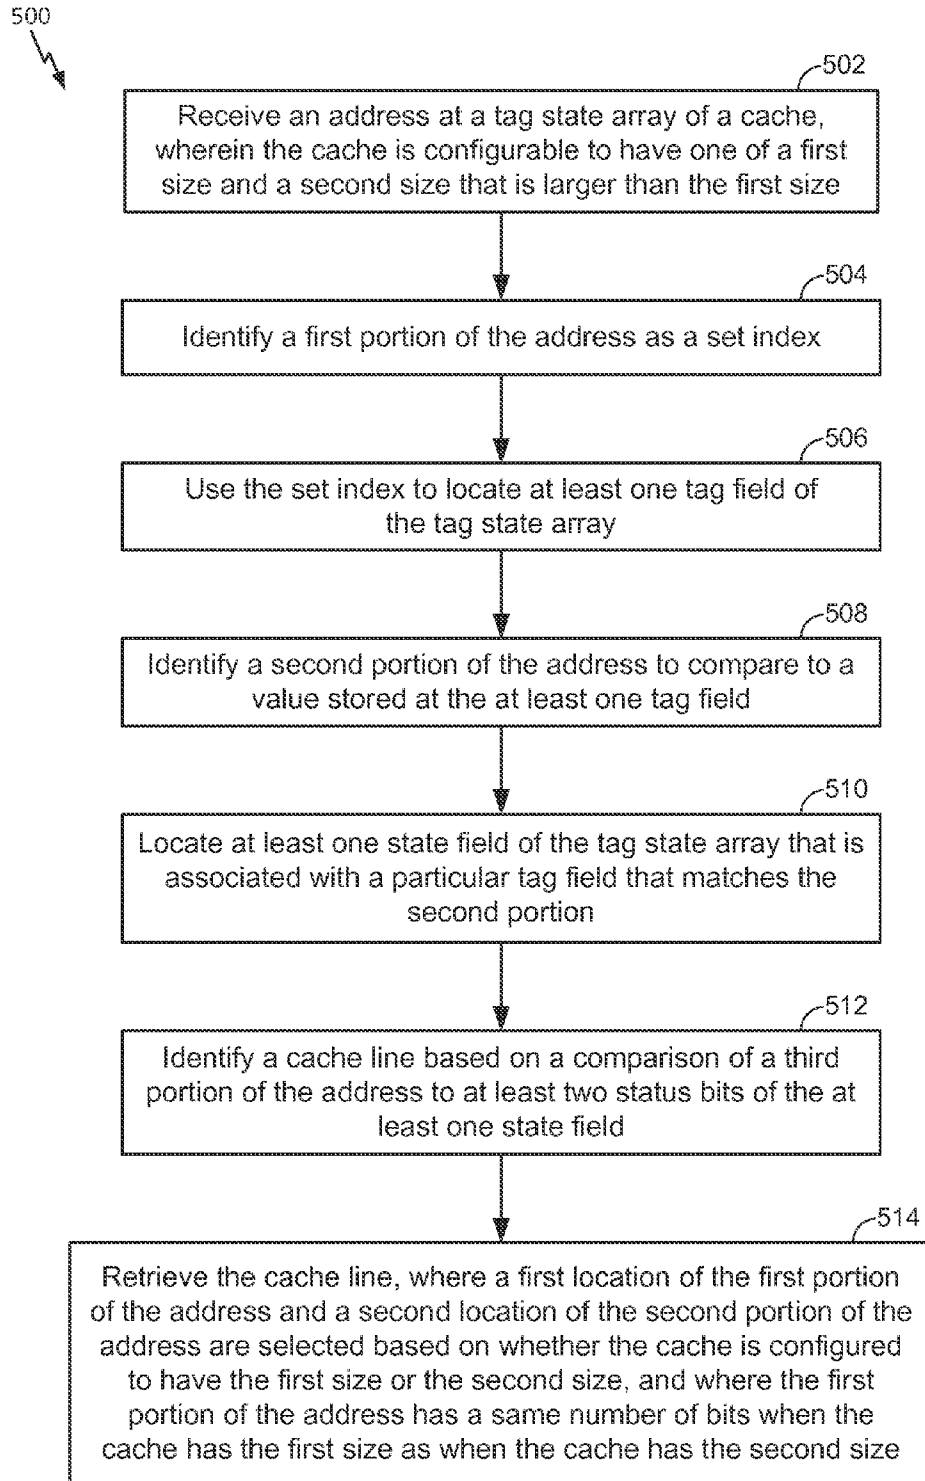 500
502
Receive an address at a tag state array of a cache,
wherein the cache is configurable to have one of a first
size and a second size that is larger than the first size
504
Identify a first portion of the address as a set index
506
Use the set index to locate at least one tag field of
the tag state array
508
Identify a second portion of the address to compare to a
value stored at the at least one tag field
510
Locate at least one state field of the tag state array that is
associated with a particular tag field that matches the
second portion
512
Identify a cache line based on a comparison of a third
portion of the address to at least two status bits of the at
least one state field
514
Retrieve the cache line, where a first location of the first portion
of the address and a second location of the second portion of the
address are selected based on whether the cache is configured
to have the first size or the second size, and where the first
portion of the address has a same number of bits when the
cache has the first size as when the cache has the second size